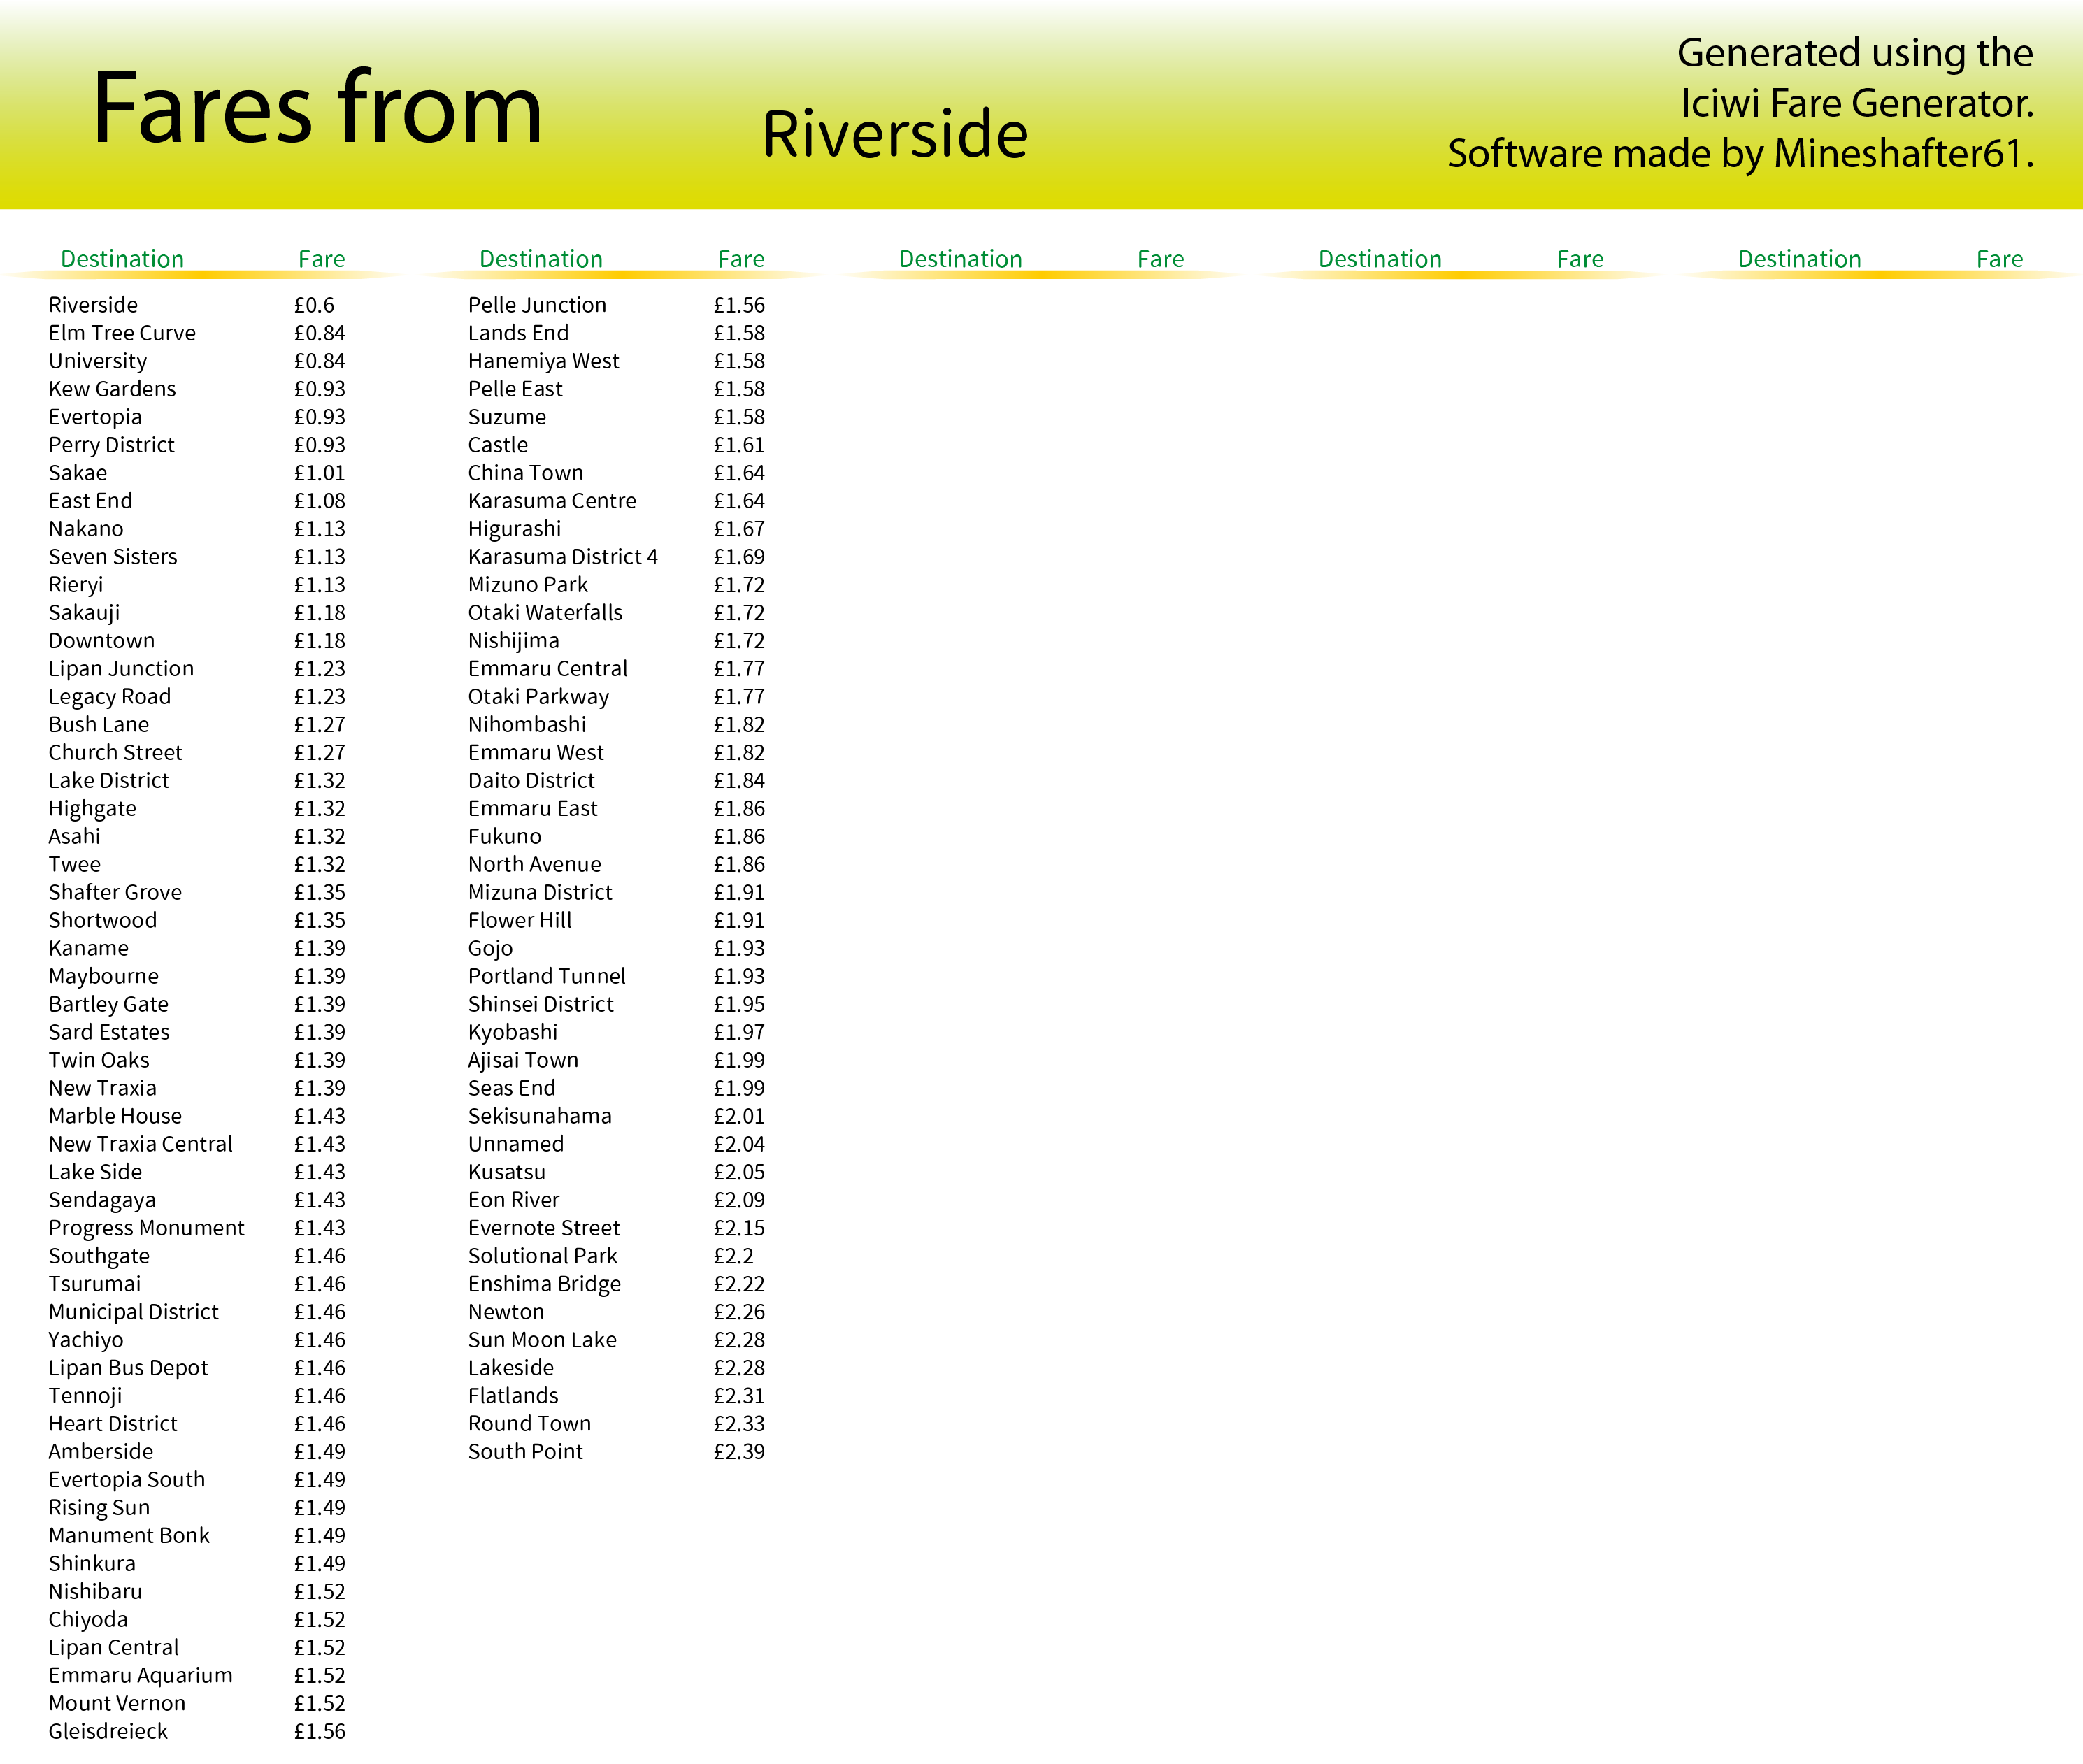 Fares from
Riverside
Generated using the
Iciwi Fare Generator.
Software made by Mineshafter61.
Destination Fare Destination Fare Destination Fare Destination Fare Destination Fare
Riverside £0.6
Elm Tree Curve £0.84
University £0.84
Kew Gardens £0.93
Evertopia £0.93
Perry District £0.93
Sakae £1.01
East End £1.08
Nakano £1.13
Seven Sisters £1.13
Rieryi £1.13
Sakauji £1.18
Downtown £1.18
Lipan Junction £1.23
Legacy Road £1.23
Bush Lane £1.27
Church Street £1.27
Lake District £1.32
Highgate £1.32
Asahi £1.32
Twee £1.32
Shafter Grove £1.35
Shortwood £1.35
Kaname £1.39
Maybourne £1.39
Bartley Gate £1.39
Sard Estates £1.39
Twin Oaks £1.39
New Traxia £1.39
Marble House £1.43
New Traxia Central £1.43
Lake Side £1.43
Sendagaya £1.43
Progress Monument £1.43
Southgate £1.46
Tsurumai £1.46
Municipal District £1.46
Yachiyo £1.46
Lipan Bus Depot £1.46
Tennoji £1.46
Heart District £1.46
Amberside £1.49
Evertopia South £1.49
Rising Sun £1.49
Manument Bonk £1.49
Shinkura £1.49
Nishibaru £1.52
Chiyoda £1.52
Lipan Central £1.52
Emmaru Aquarium £1.52
Mount Vernon £1.52
Gleisdreieck £1.56
Pelle Junction £1.56
Lands End £1.58
Hanemiya West £1.58
Pelle East £1.58
Suzume £1.58
Castle £1.61
China Town £1.64
Karasuma Centre £1.64
Higurashi £1.67
Karasuma District 4 £1.69
Mizuno Park £1.72
Otaki Waterfalls £1.72
Nishijima £1.72
Emmaru Central £1.77
Otaki Parkway £1.77
Nihombashi £1.82
Emmaru West £1.82
Daito District £1.84
Emmaru East £1.86
Fukuno £1.86
North Avenue £1.86
Mizuna District £1.91
Flower Hill £1.91
Gojo £1.93
Portland Tunnel £1.93
Shinsei District £1.95
Kyobashi £1.97
Ajisai Town £1.99
Seas End £1.99
Sekisunahama £2.01
Unnamed £2.04
Kusatsu £2.05
Eon River £2.09
Evernote Street £2.15
Solutional Park £2.2
Enshima Bridge £2.22
Newton £2.26
Sun Moon Lake £2.28
Lakeside £2.28
Flatlands £2.31
Round Town £2.33
South Point £2.39